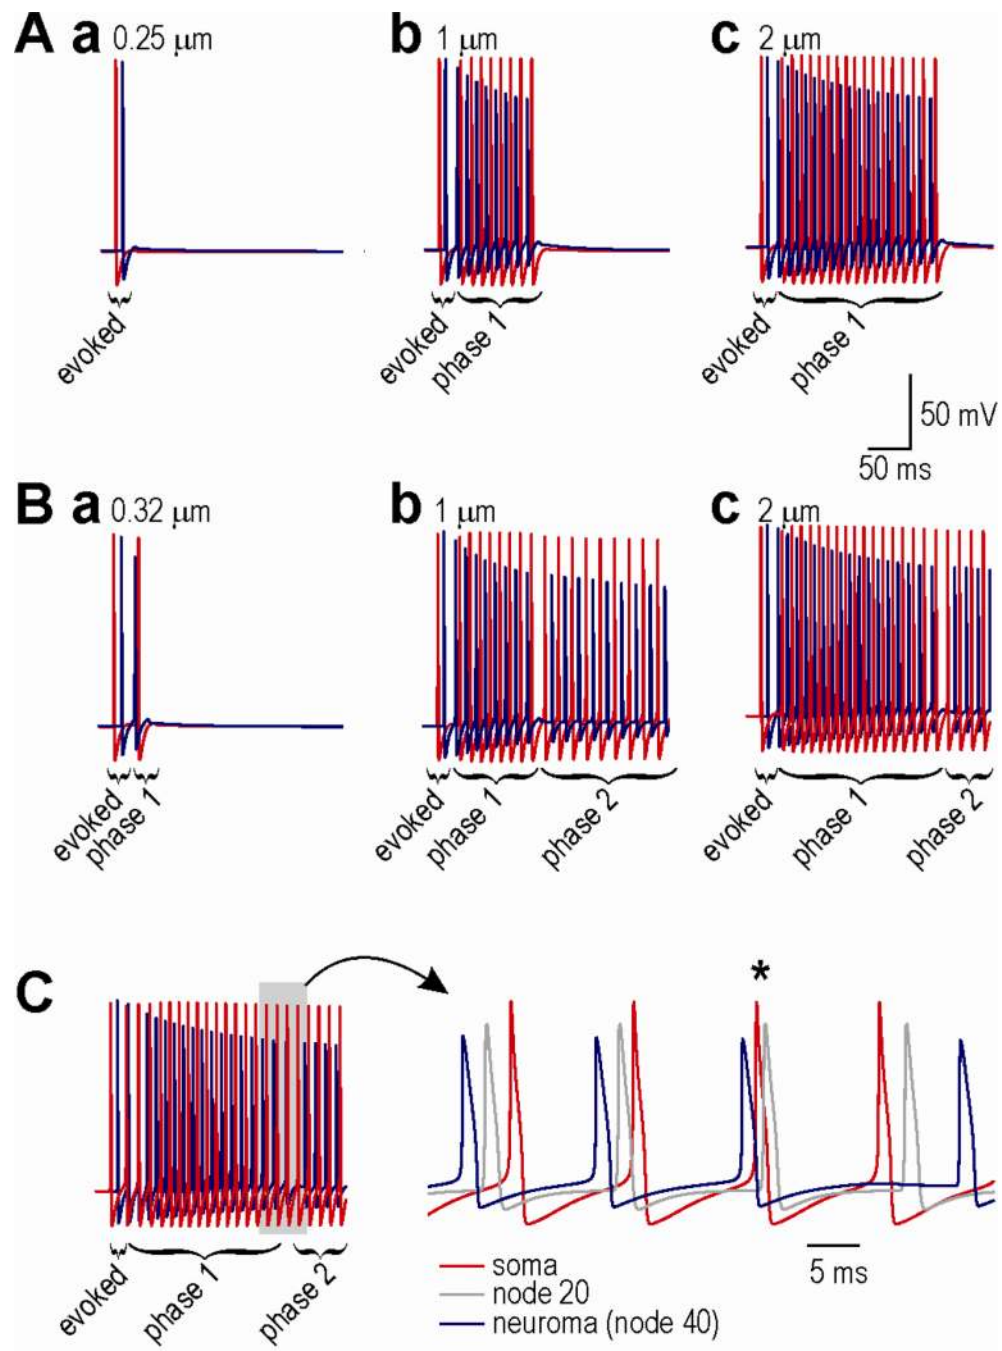 A a 0.25 μm b 1 μm c 2 μm
evoked evoked phase 1 evoked phase 1
50 mV
50 ms
B a 0.32 μm b 1 μm c 2 μm
evoked phase 1 evoked phase 1 phase 2 evoked phase 1 phase 2
C *
evoked phase 1 phase 2
5 ms
soma
node 20
neuroma (node 40)